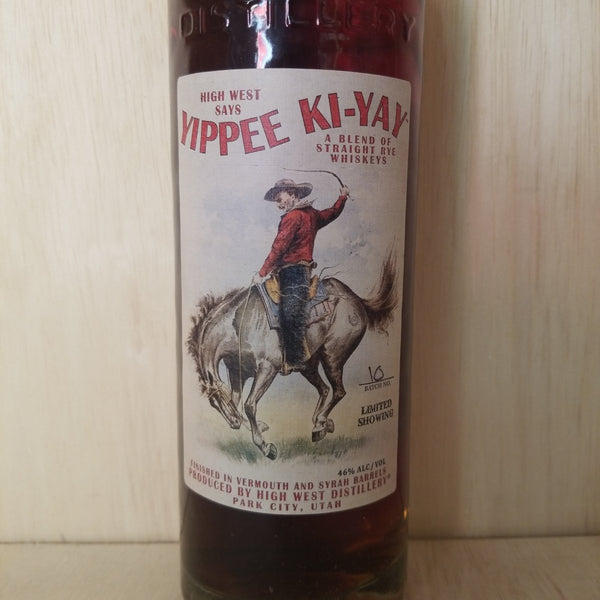 DISTILLERY
HIGH WEST
SAYS
YIPPEE KI-YAY™
A BLEND OF
STRAIGHT RYE
WHISKEYS
10
BATCH NO.
LIMITED
SHOWING
46% ALC/VOL
FINISHED IN VERMOUTH AND SYRAH BARRELS
PRODUCED BY HIGH WEST DISTILLERY®
PARK CITY, UTAH